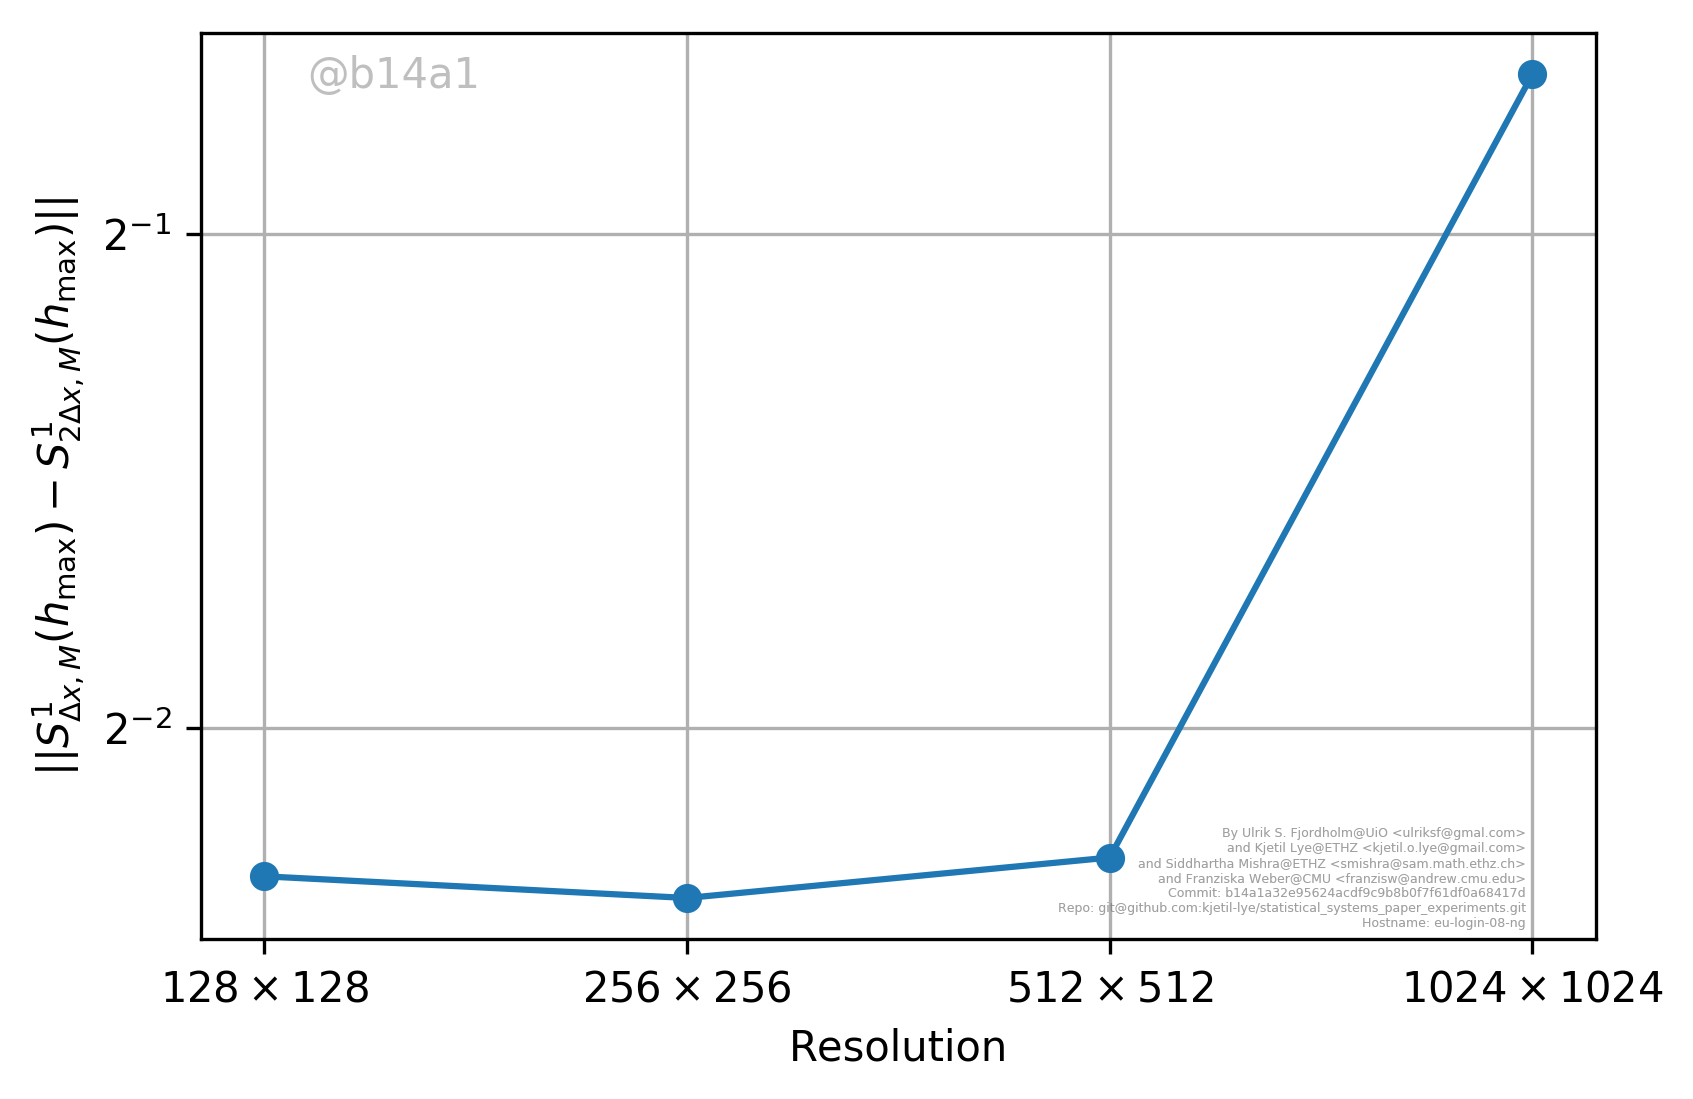 @b14a1
||S^1_{Δx, M}(h_max) − S^1_{2Δx, M}(h_max)||
2^{−1}
2^{−2}
By Ulrik S. Fjordholm@UiO <ulriksf@gmal.com>
and Kjetil Lye@ETHZ <kjetil.o.lye@gmail.com>
and Siddhartha Mishra@ETHZ <smishra@sam.math.ethz.ch>
and Franziska Weber@CMU <franzisw@andrew.cmu.edu>
Commit: b14a1a32e95624acdf9c9b8b0f7f61df0a68417d
Repo: git@github.com:kjetil-lye/statistical_systems_paper_experiments.git
Hostname: eu-login-08-ng
128 × 128 256 × 256 512 × 512 1024 × 1024
Resolution